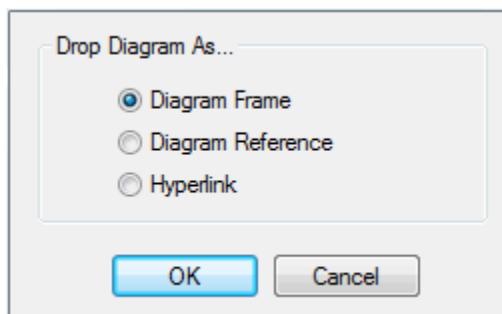 Drop Diagram As...
Diagram Frame
Diagram Reference
Hyperlink
OK Cancel